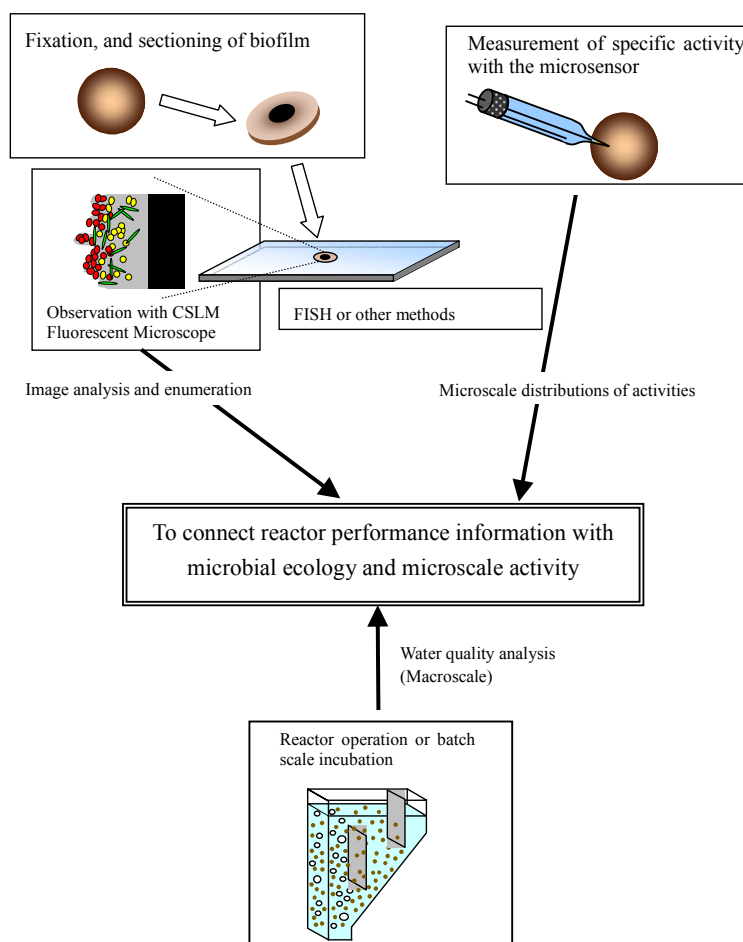 Fixation, and sectioning of biofilm
Measurement of specific activity
with the microsensor
Observation with CSLM
Fluorescent Microscope
FISH or other methods
Image analysis and enumeration
Microscale distributions of activities
To connect reactor performance information with
microbial ecology and microscale activity
Water quality analysis
(Macroscale)
Reactor operation or batch
scale incubation